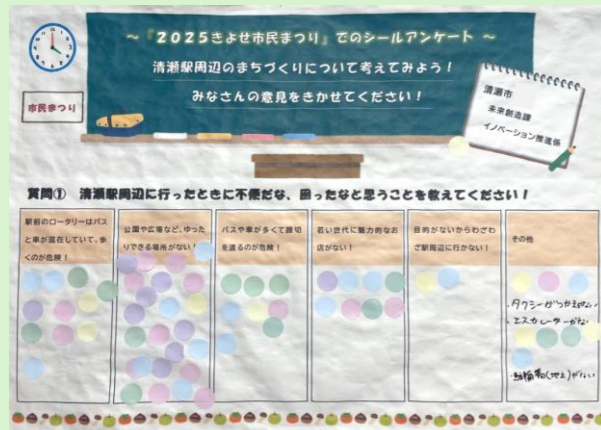 ～『2025きよせ市民まつり』でのシールアンケート～
清瀬駅周辺のまちづくりについて考えてみよう！
みなさんの意見をきかせてください！
市民まつり
清瀬市
未来創造課
イノベーション推進係
質問① 清瀬駅周辺に行ったときに不便だな、困ったなと思うことを教えてください！
駅前のロータリーはバス
と車が混在していて、歩
くのが危険！
公園や広場など、ゆった
りできる場所がない！
バスや車が多くて踏切
を渡るのが危険！
若い世代に魅力的なお
店がない！
目的がないからわざわ
ざ駅周辺に行かない！
その他
・タクシーがつかまらない
・エスカレーターがない
・駐輪場(地上)がない